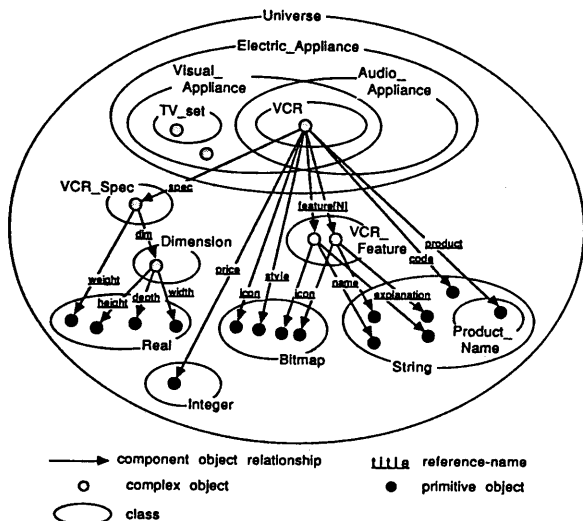 Universe
Electric_Appliance
Visual_
Appliance
Audio_
Appliance
TV_set
VCR
VCR_Spec
spec
feature[N]
dim
Dimension
VCR_
Feature
product
weight
height
depth
width
price
icon
style
icon
name
code
explanation
Real
Bitmap
String
Product_
Name
Integer
component object relationship
title reference-name
complex object
primitive object
class